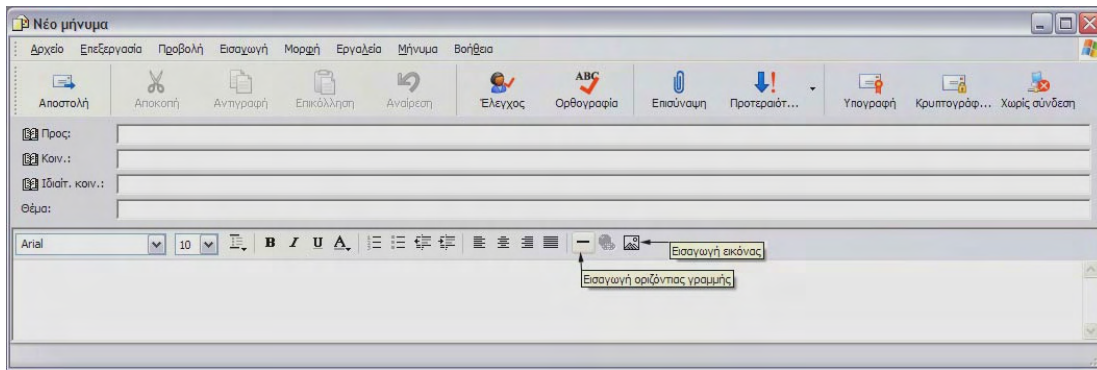 Νέο μήνυμα
Αρχείο Επεξεργασία Προβολή Εισαγωγή Μορφή Εργαλεία Μήνυμα Βοήθεια
Αποστολή Αποκοπή Αντιγραφή Επικόλληση Αναίρεση Έλεγχος ABC Ορθογραφία Επισύναψη Προτεραιότ... Υπογραφή Κρυπτογράφ... Χωρίς σύνδεση
Προς:
Κοιν.:
Ιδιαίτ. κοιν.:
Θέμα:
Arial 10 B I U A
Εισαγωγή εικόνας
Εισαγωγή οριζόντιας γραμμής